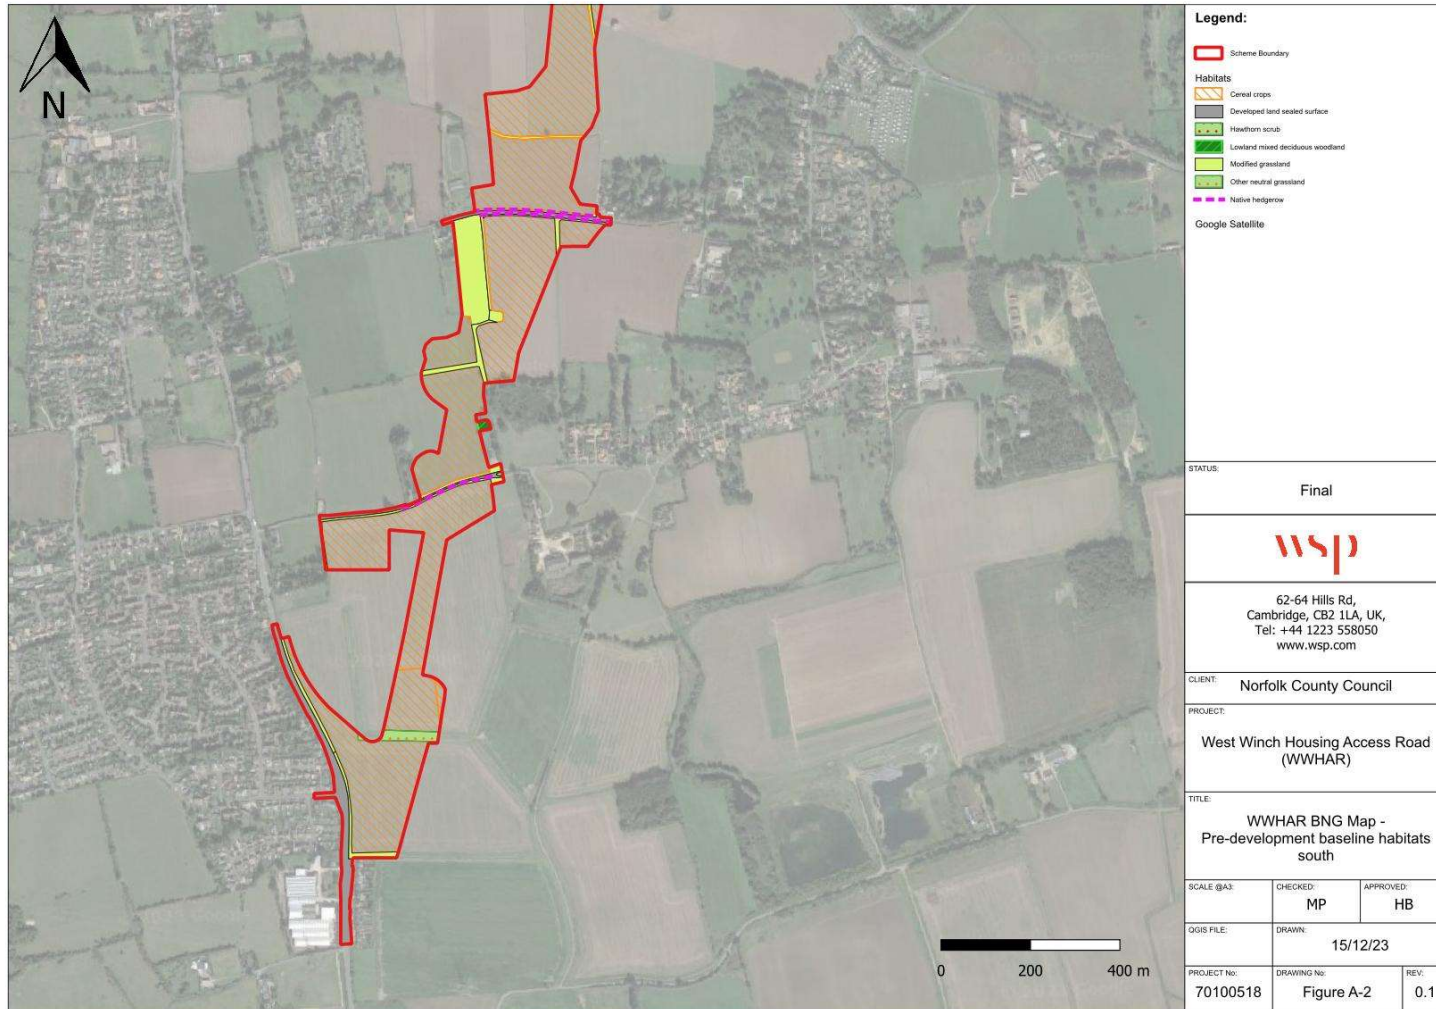 N
0
200
400 m
Legend:
Scheme Boundary
Habitats
Cereal crops
Developed land sealed surface
Hawthorn scrub
Lowland mixed deciduous woodland
Modified grassland
Other neutral grassland
Native hedgerow
Google Satellite
STATUS:
Final
wsp
62-64 Hills Rd,
Cambridge, CB2 1LA, UK,
Tel: +44 1223 558050
www.wsp.com
CLIENT:
Norfolk County Council
PROJECT:
West Winch Housing Access Road
(WWHAR)
TITLE:
WWHAR BNG Map -
Pre-development baseline habitats
south
SCALE @A3:
CHECKED:
MP
APPROVED:
HB
QGIS FILE:
DRAWN:
15/12/23
PROJECT No:
70100518
DRAWING No:
Figure A-2
REV:
0.1